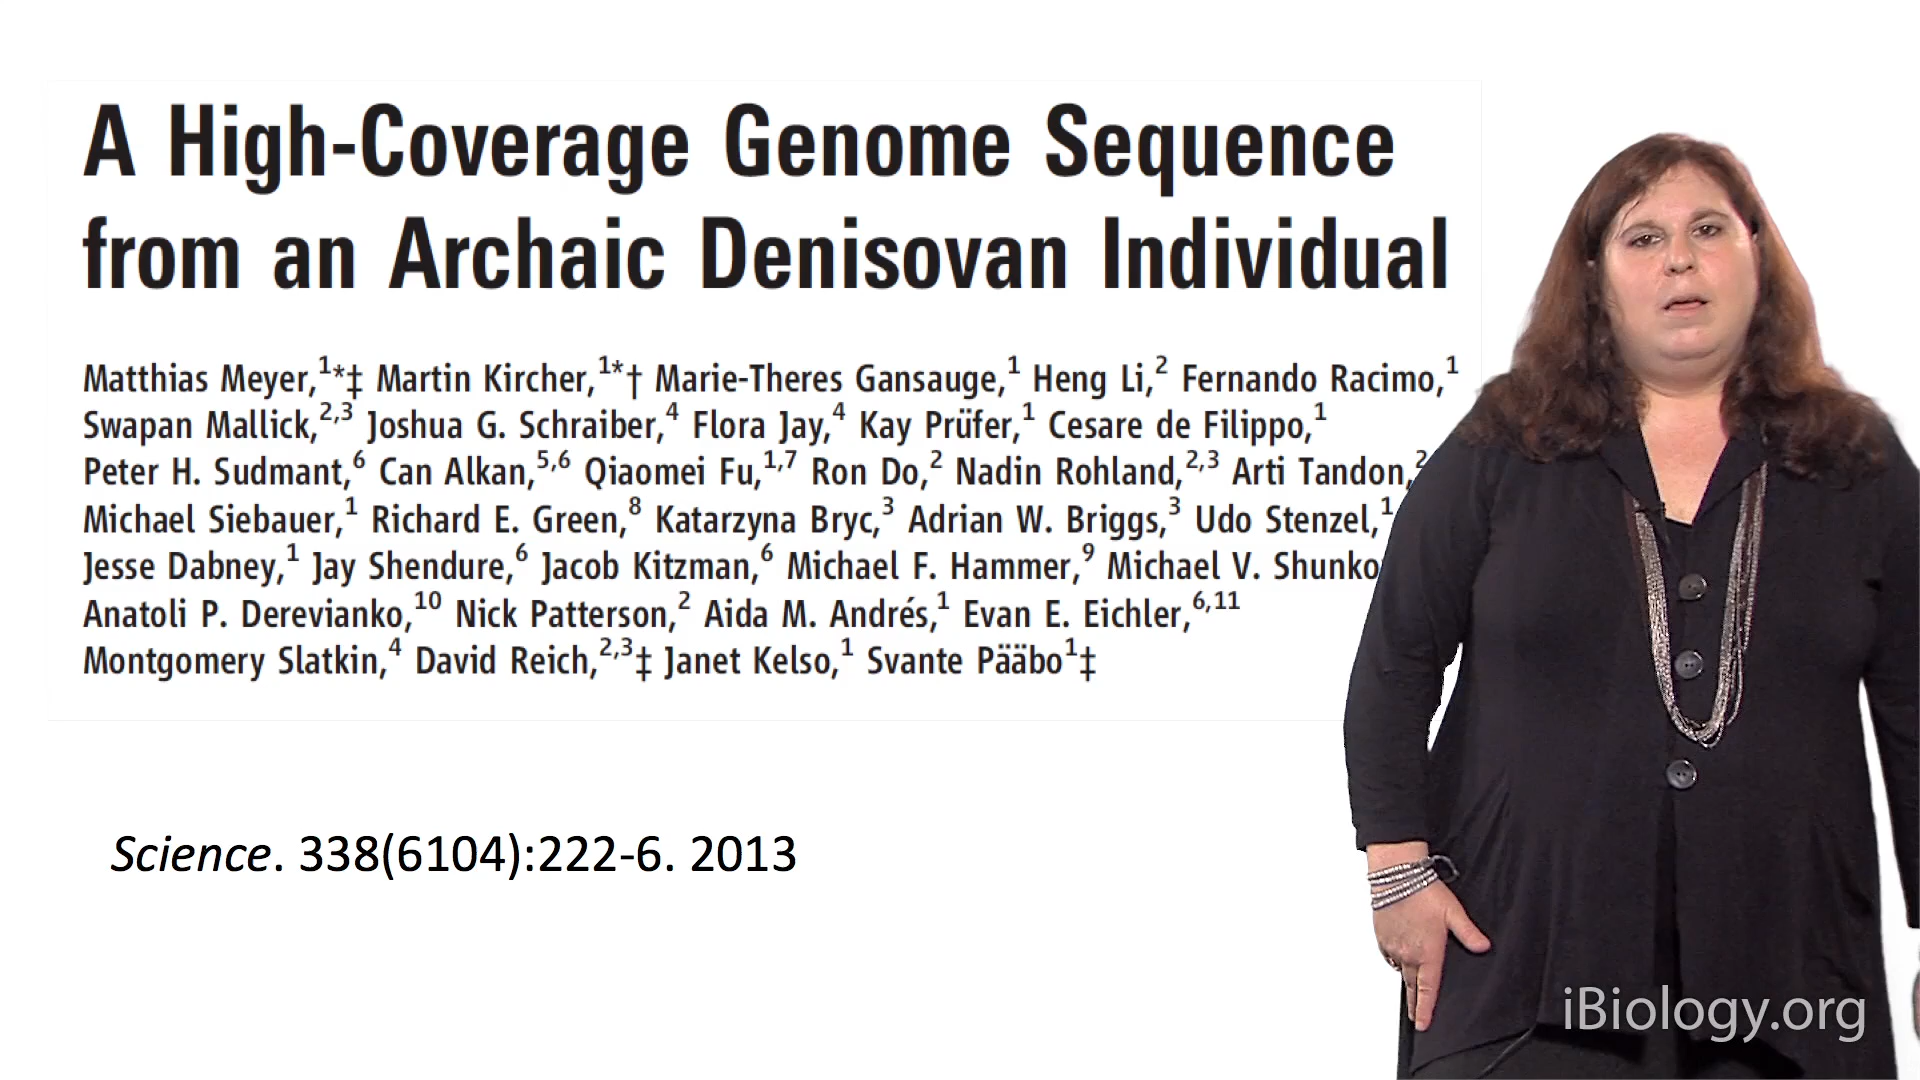 A High-Coverage Genome Sequence
from an Archaic Denisovan Individual
Matthias Meyer,¹*‡ Martin Kircher,¹*† Marie-Theres Gansauge,¹ Heng Li,² Fernando Racimo,¹
Swapan Mallick,²,³ Joshua G. Schraiber,⁴ Flora Jay,⁴ Kay Prüfer,¹ Cesare de Filippo,¹
Peter H. Sudmant,⁶ Can Alkan,⁵,⁶ Qiaomei Fu,¹,⁷ Ron Do,² Nadin Rohland,²,³ Arti Tandon,²
Michael Siebauer,¹ Richard E. Green,⁸ Katarzyna Bryc,³ Adrian W. Briggs,³ Udo Stenzel,¹
Jesse Dabney,¹ Jay Shendure,⁶ Jacob Kitzman,⁶ Michael F. Hammer,⁹ Michael V. Shunko
Anatoli P. Derevianko,¹⁰ Nick Patterson,² Aida M. Andrés,¹ Evan E. Eichler,⁶,¹¹
Montgomery Slatkin,⁴ David Reich,²,³‡ Janet Kelso,¹ Svante Pääbo¹‡
Science. 338(6104):222-6. 2013
iBiology.org